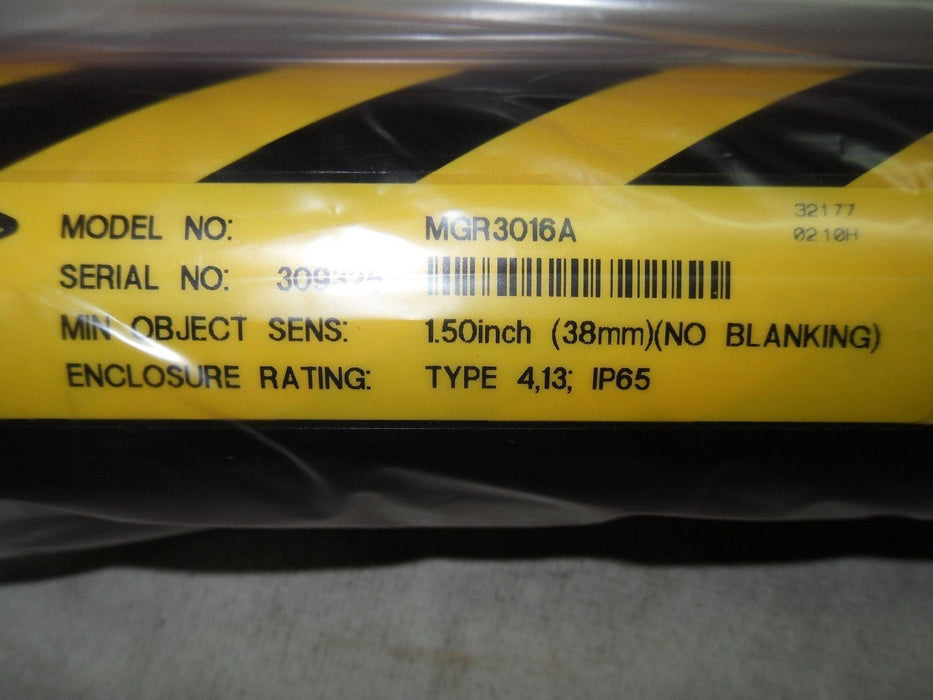 MODEL NO: MGR3016A
32177
0210H
SERIAL NO: 309325
MIN OBJECT SENS: 1.50inch (38mm)(NO BLANKING)
ENCLOSURE RATING: TYPE 4,13; IP65